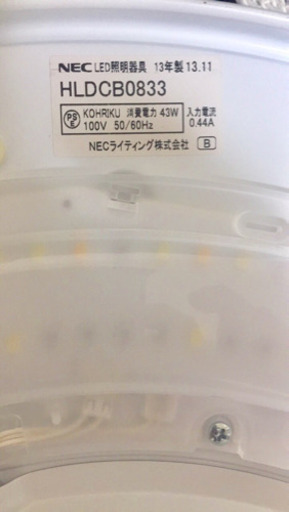 NEC LED照明器具 13年製 13.11
HLDCB0833
PSE KOHRIKU 消費電力 43W 入力電流
100V 50/60Hz 0.44A
NECライティング株式会社 B